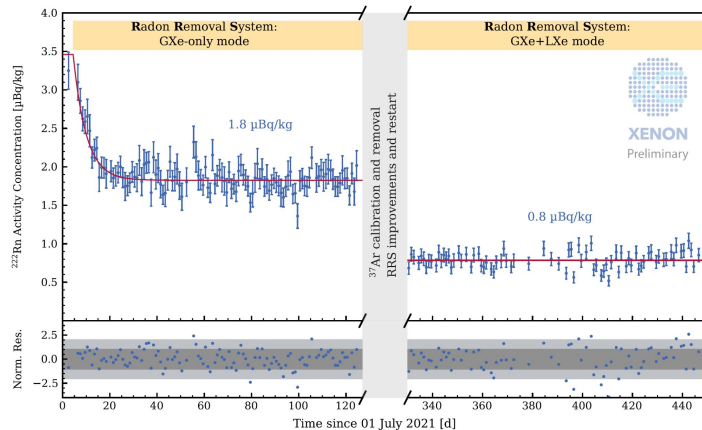 Radon Removal System:
GXe-only mode
Radon Removal System:
GXe+LXe mode
4.0
3.5
3.0
2.5
2.0
1.5
1.0
0.5
²²²Rn Activity Concentration [µBq/kg]
1.8 µBq/kg
³⁷Ar calibration and removal
RRS improvements and restart
XENON
Preliminary
0.8 µBq/kg
Norm. Res.
2.5
0.0
−2.5
0 20 40 60 80 100 120 340 360 380 400 420 440
Time since 01 July 2021 [d]